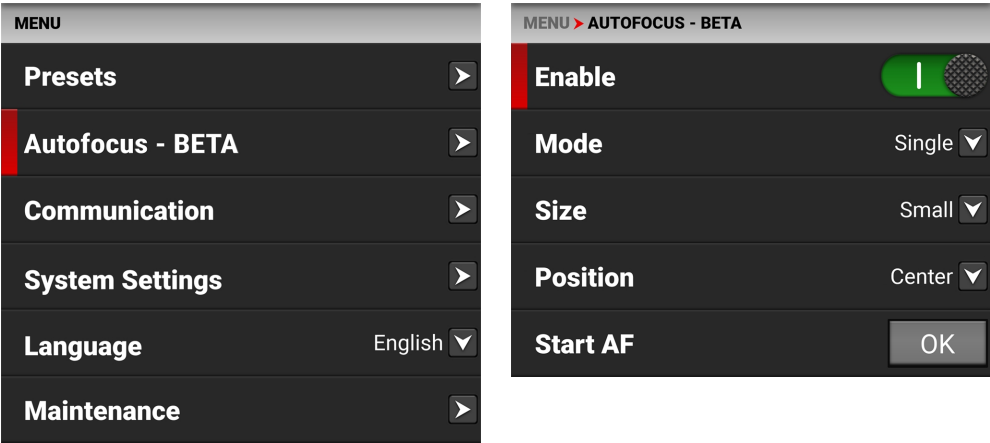 MENU
Presets
Autofocus - BETA
Communication
System Settings
Language English
Maintenance
MENU AUTOFOCUS - BETA
Enable
Mode Single
Size Small
Position Center
Start AF OK